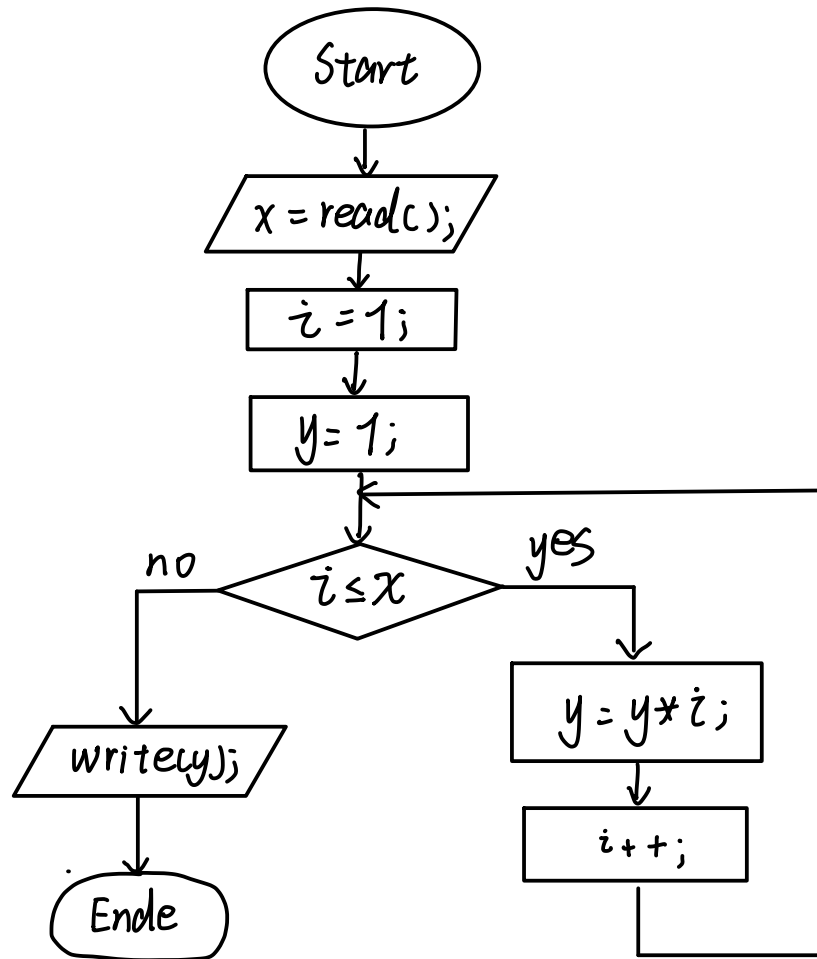 Start
x = read();
i = 1;
y = 1;
i ≤ x
no
yes
y = y * i;
i++;
write(y);
Ende